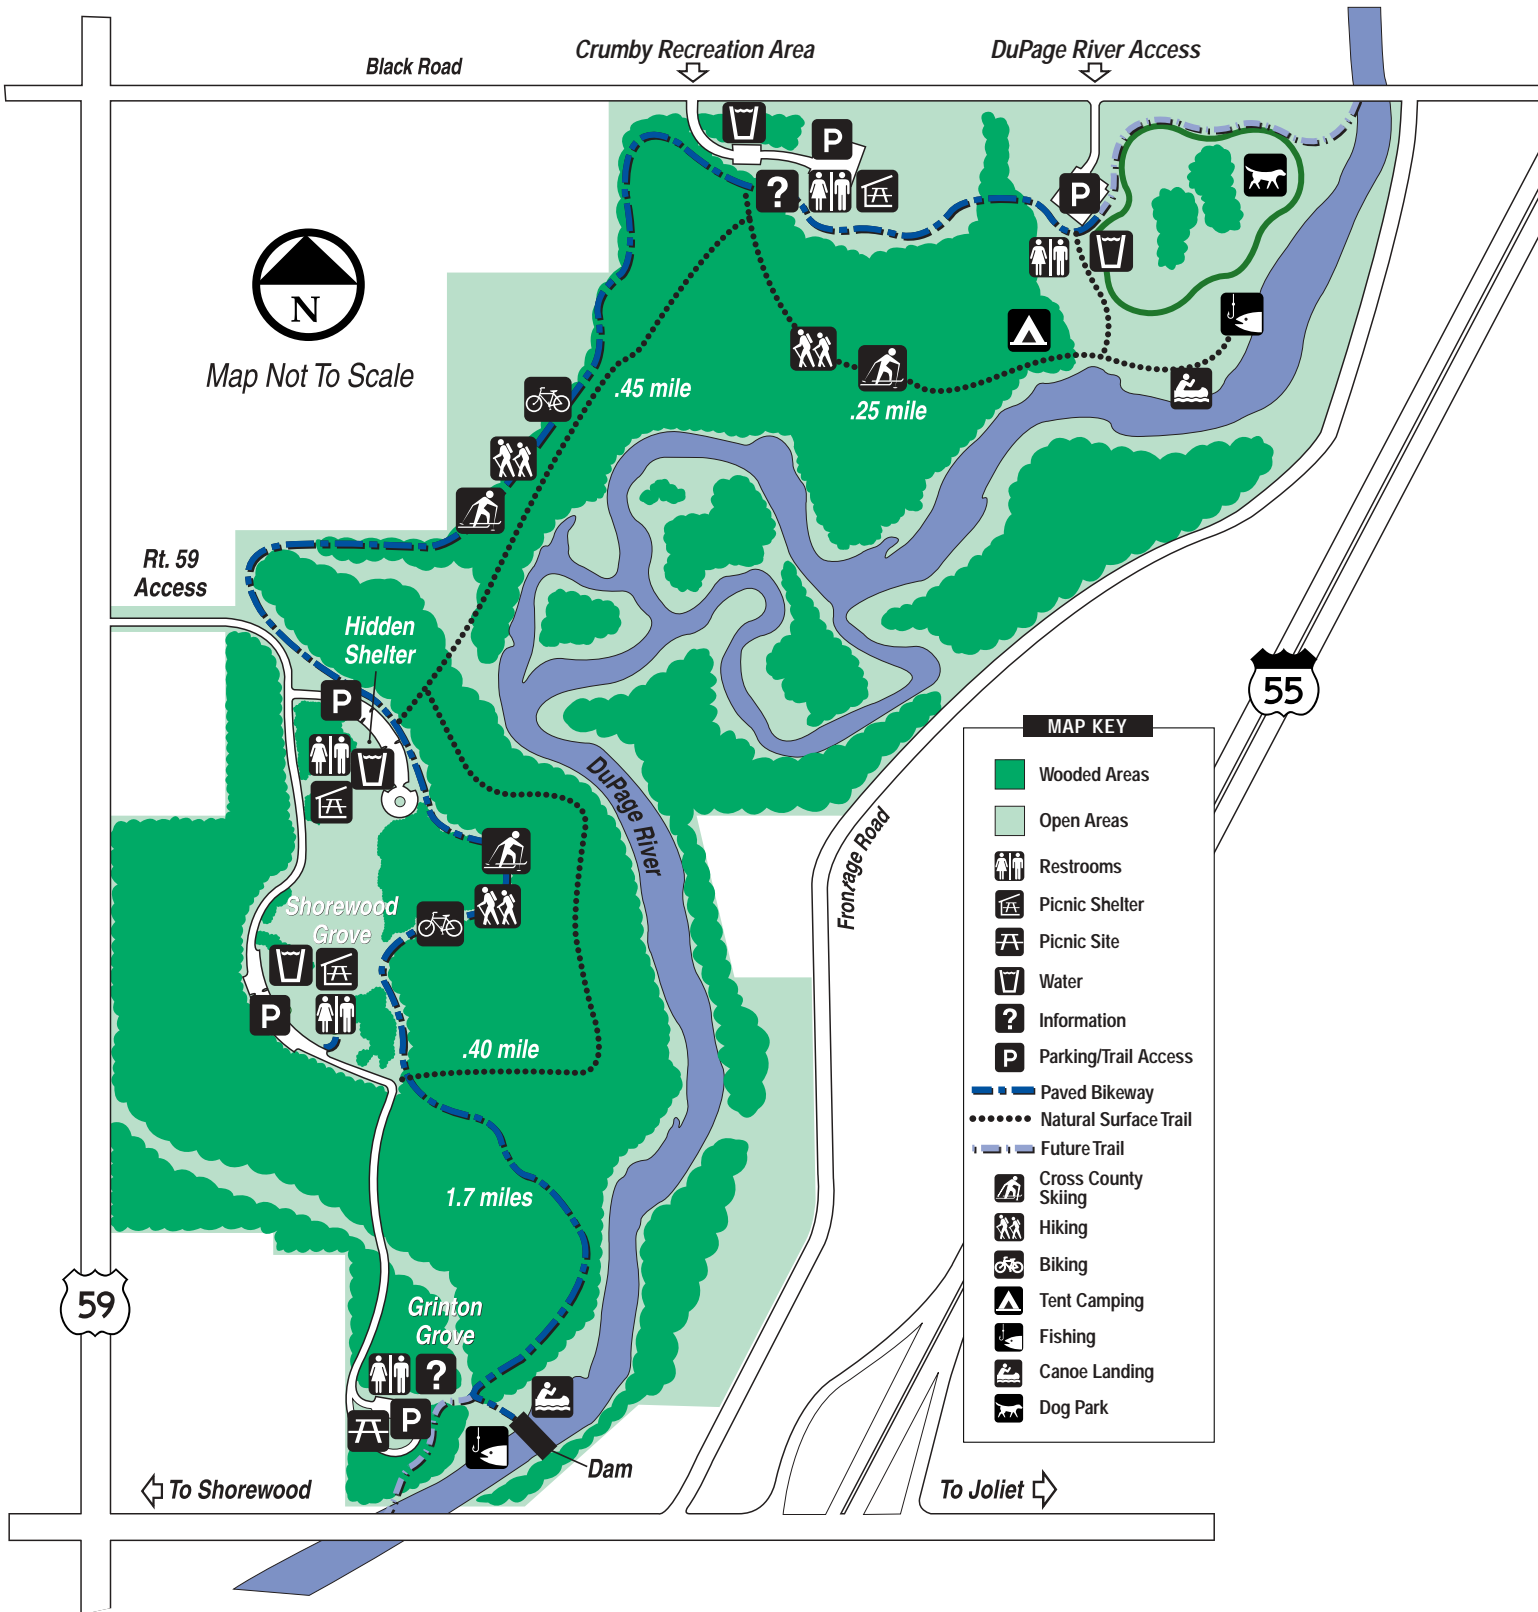 Crumby Recreation Area
DuPage River Access
Black Road
P
?
P
N
Map Not To Scale
.45 mile
.25 mile
Rt. 59
Access
Hidden
Shelter
P
55
DuPage River
Frontage Road
Shorewood
Grove
P
.40 mile
1.7 miles
59
Grinton
Grove
?
P
Dam
To Shorewood
To Joliet
MAP KEY
Wooded Areas
Open Areas
Restrooms
Picnic Shelter
Picnic Site
Water
? Information
P Parking/Trail Access
Paved Bikeway
Natural Surface Trail
Future Trail
Cross County
Skiing
Hiking
Biking
Tent Camping
Fishing
Canoe Landing
Dog Park